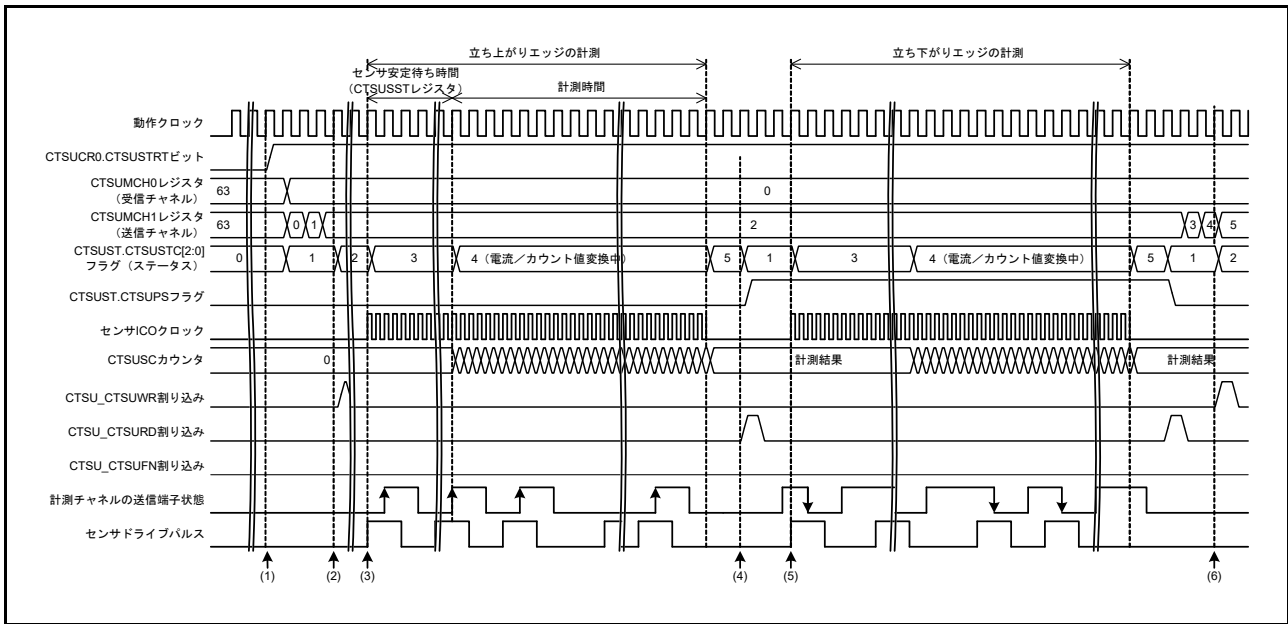 立ち上がりエッジの計測
立ち下がりエッジの計測
センサ安定待ち時間
（CTSUSSTレジスタ）
計測時間
動作クロック
CTSUCR0.CTSUSTRTビット
CTSUMCH0レジスタ
（受信チャネル）
63
0
CTSUMCH1レジスタ
（送信チャネル）
63
0
1
2
3
4
5
CTSUST.CTSUSTC[2:0]
フラグ（ステータス）
0
1
2
3
4（電流／カウント値変換中）
5
1
3
4（電流／カウント値変換中）
5
1
2
CTSUST.CTSUPSフラグ
センサICOクロック
CTSUSCカウンタ
0
計測結果
計測結果
CTSU_CTSUWR割り込み
CTSU_CTSURD割り込み
CTSU_CTSUFN割り込み
計測チャネルの送信端子状態
センサドライブパルス
(1)
(2)
(3)
(4)
(5)
(6)